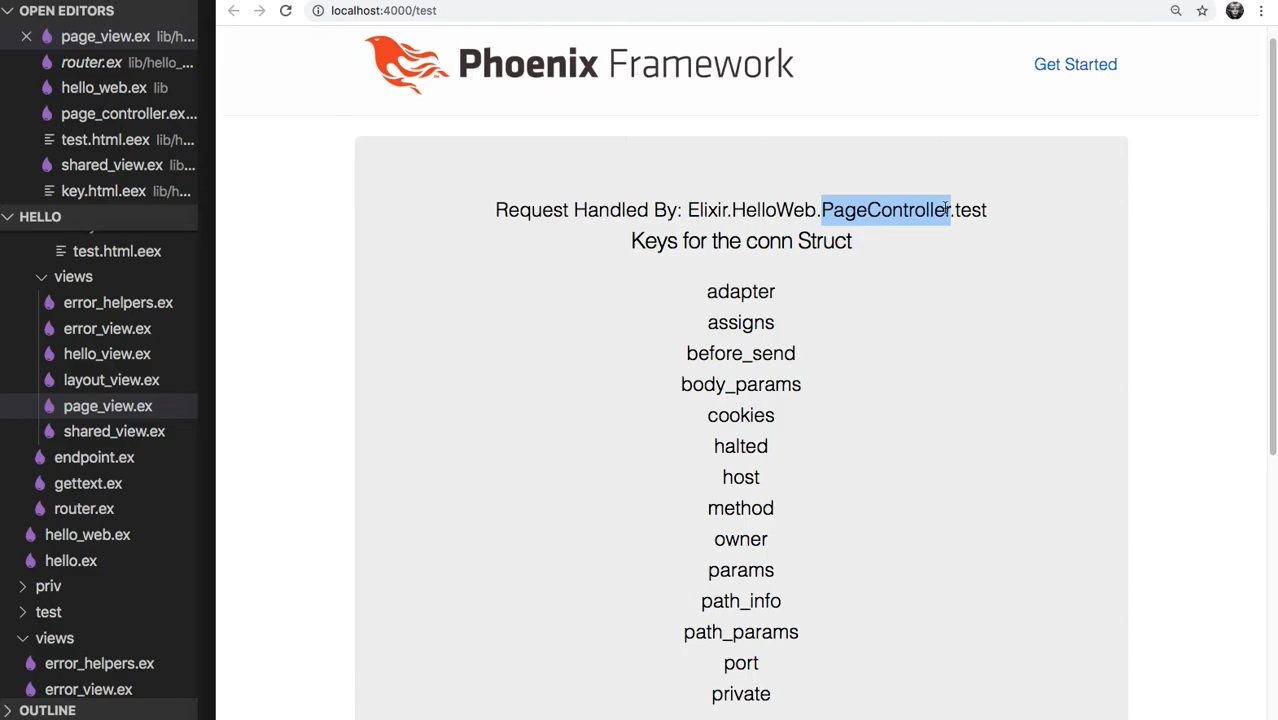 OPEN EDITORS
page_view.ex lib/h...
router.ex lib/hello_...
hello_web.ex lib
page_controller.ex...
test.html.eex lib/h...
shared_view.ex lib...
key.html.eex lib/h...
HELLO
test.html.eex
views
error_helpers.ex
error_view.ex
hello_view.ex
layout_view.ex
page_view.ex
shared_view.ex
endpoint.ex
gettext.ex
router.ex
hello_web.ex
hello.ex
priv
test
views
error_helpers.ex
error_view.ex
OUTLINE
localhost:4000/test
Phoenix Framework
Get Started
Request Handled By: Elixir.HelloWeb.PageController.test
Keys for the conn Struct
adapter
assigns
before_send
body_params
cookies
halted
host
method
owner
params
path_info
path_params
port
private